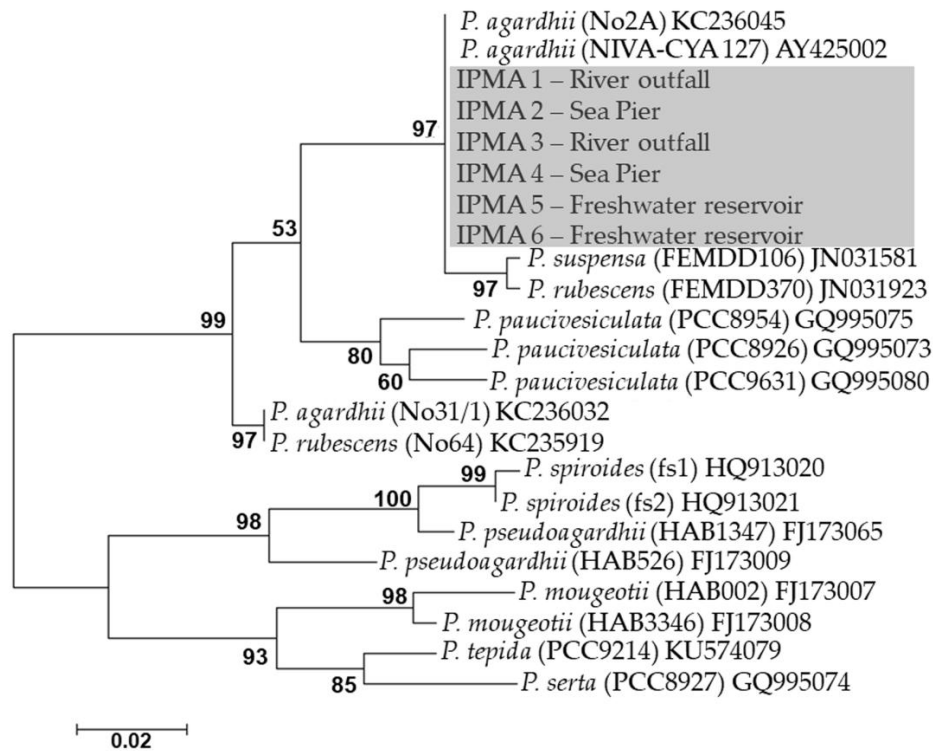 P. agardhii (No2A) KC236045
P. agardhii (NIVA-CYA 127) AY425002
IPMA 1 – River outfall
IPMA 2 – Sea Pier
97
IPMA 3 – River outfall
IPMA 4 – Sea Pier
IPMA 5 – Freshwater reservoir
53
IPMA 6 – Freshwater reservoir
P. suspensa (FEMDD106) JN031581
97
P. rubescens (FEMDD370) JN031923
99
P. paucivesiculata (PCC8954) GQ995075
80
P. paucivesiculata (PCC8926) GQ995073
60
P. paucivesiculata (PCC9631) GQ995080
P. agardhii (No31/1) KC236032
97
P. rubescens (No64) KC235919
99
P. spiroides (fs1) HQ913020
100
P. spiroides (fs2) HQ913021
98
P. pseudoagardhii (HAB1347) FJ173065
P. pseudoagardhii (HAB526) FJ173009
98
P. mougeotii (HAB002) FJ173007
P. mougeotii (HAB3346) FJ173008
93
P. tepida (PCC9214) KU574079
85
P. serta (PCC8927) GQ995074
0.02